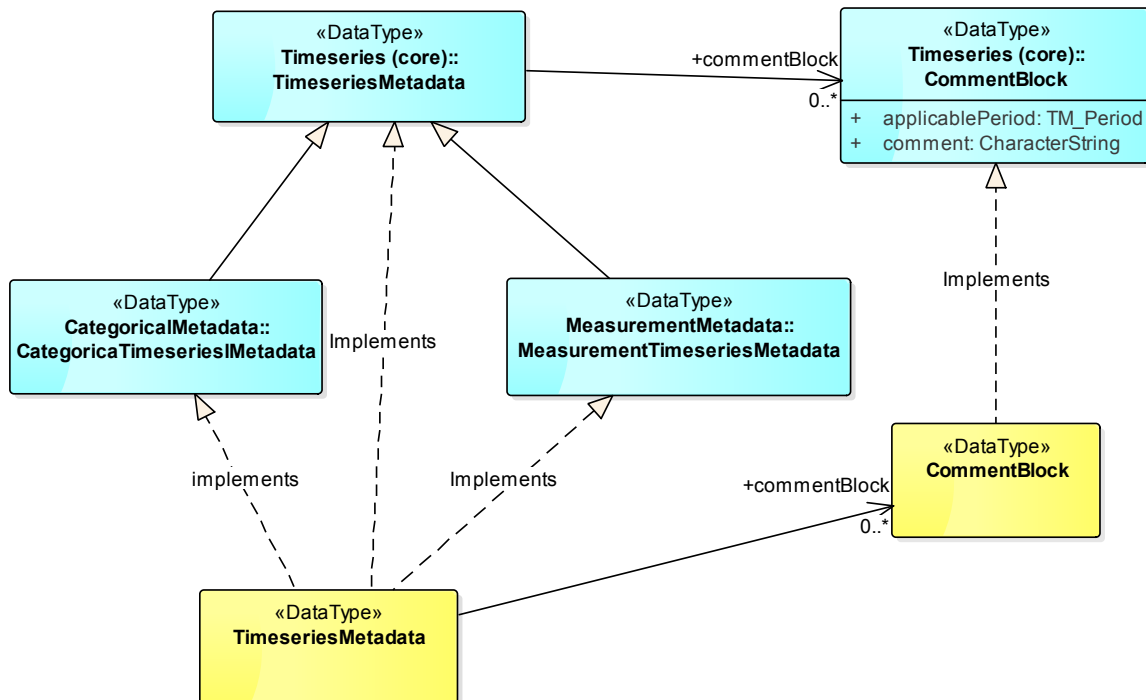 «DataType»
Timeseries (core)::
TimeseriesMetadata
+commentBlock
0..*
«DataType»
Timeseries (core)::
CommentBlock
+ applicablePeriod: TM_Period
+ comment: CharacterString
«DataType»
CategoricalMetadata::
CategoricaTimeseriesIMetadata
Implements
«DataType»
MeasurementMetadata::
MeasurementTimeseriesMetadata
Implements
implements
Implements
«DataType»
CommentBlock
+commentBlock
0..*
«DataType»
TimeseriesMetadata